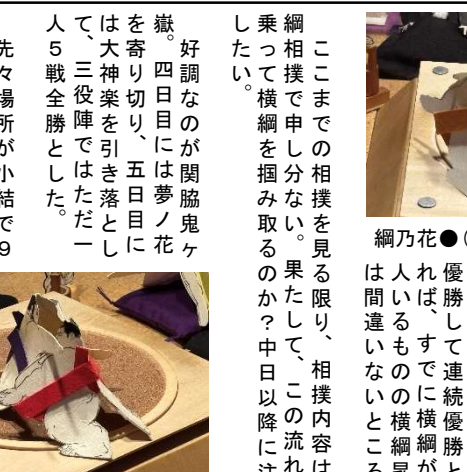 綱乃花●(
優勝して連続優勝と
れば、すでに横綱が
人いるものの横綱昇
は間違いないところ
ここまでの相撲を見る限り、相撲内容は
綱相撲で申し分ない。果たして、この流れ
乗って横綱を掴み取るのか？中日以降に注
したい。
好調なのが関脇鬼ヶ
嶽。四日目には夢ノ花
を寄り切り、五日目に
は大神楽を引き落とし
て、三役陣ではただ一
人５戦全勝とした。
先々場所が小結で９